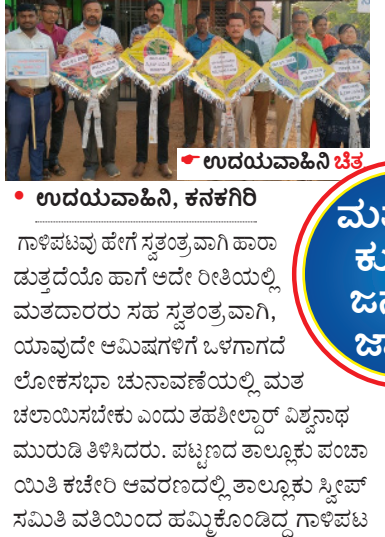 ಉದಯವಾಹಿನಿ ಚಿತ್ರ
• ಉದಯವಾಹಿನಿ, ಕನಕಗಿರಿ
ಗಾಳಿಪಟವು ಹೇಗೆ ಸ್ವತಂತ್ರವಾಗಿ ಹಾರಾ
ಡುತ್ತದೆಯೊ ಹಾಗೆ ಅದೇ ರೀತಿಯಲ್ಲಿ
ಮತದಾರರು ಸಹ ಸ್ವತಂತ್ರವಾಗಿ,
ಯಾವುದೇ ಆಮಿಷಗಳಿಗೆ ಒಳಗಾಗದೆ
ಲೋಕಸಭಾ ಚುನಾವಣೆಯಲ್ಲಿ ಮತ
ಚಲಾಯಿಸಬೇಕು ಎಂದು ತಹಶೀಲ್ದಾರ್ ವಿಶ್ವನಾಥ
ಮುರುಡಿ ತಿಳಿಸಿದರು. ಪಟ್ಟಣದ ತಾಲ್ಲೂಕು ಪಂಚಾ
ಯಿತಿ ಕಚೇರಿ ಆವರಣದಲ್ಲಿ ತಾಲ್ಲೂಕು ಸ್ವೀಪ್
ಸಮಿತಿ ವತಿಯಿಂದ ಹಮ್ಮಿಕೊಂಡಿದ್ದ ಗಾಳಿಪಟ